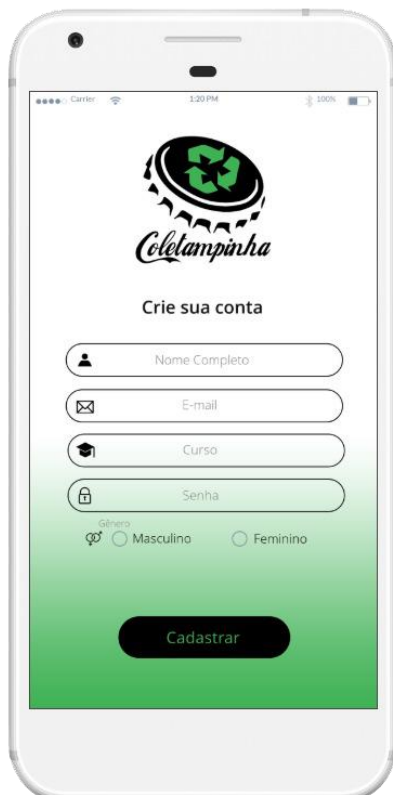 Carrier 1:20 PM 100%
Coletampinha
Crie sua conta
Nome Completo
E-mail
Curso
Senha
Gênero
Masculino Feminino
Cadastrar